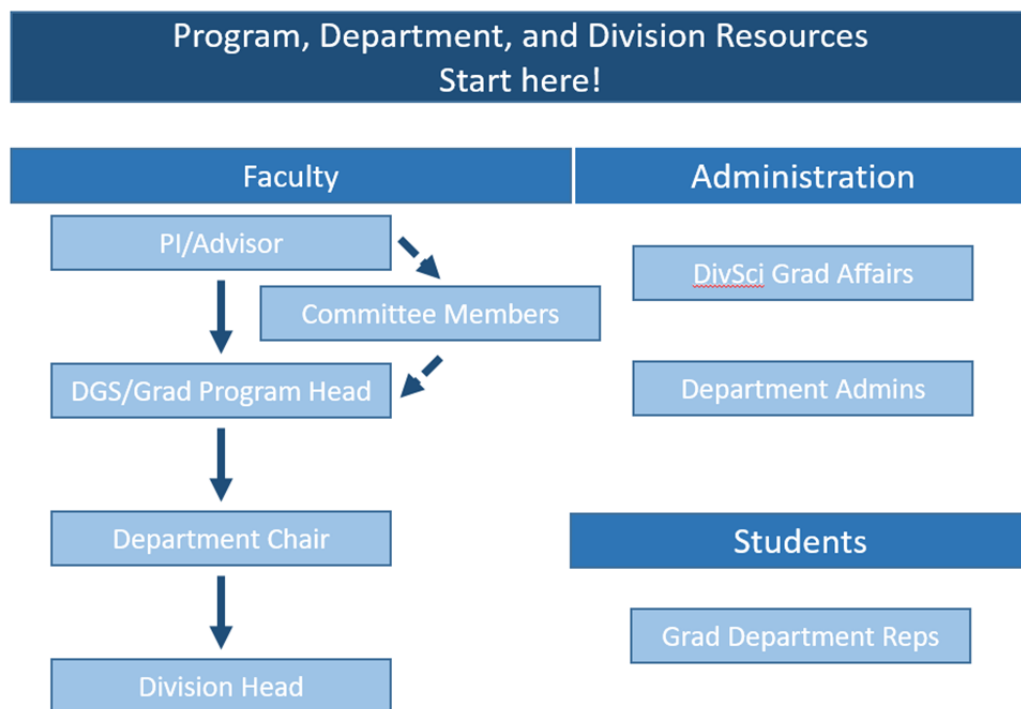 Program, Department, and Division Resources
Start here!
Faculty
PI/Advisor
Committee Members
DGS/Grad Program Head
Department Chair
Division Head
Administration
DivSci Grad Affairs
Department Admins
Students
Grad Department Reps